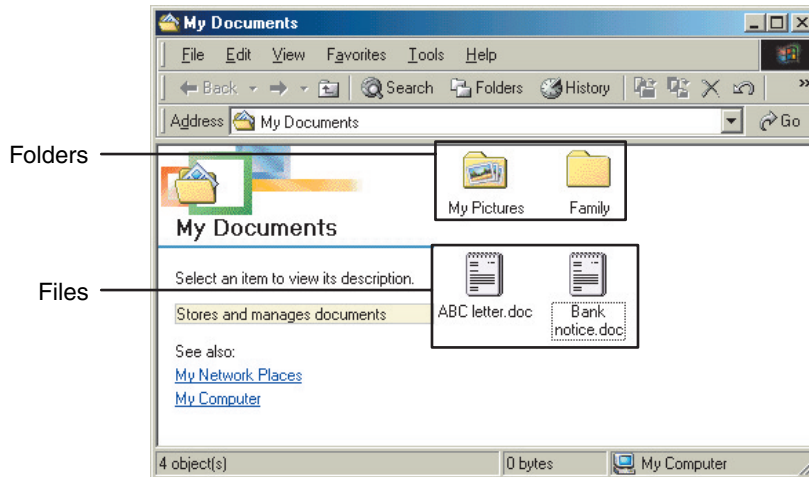 My Documents
File Edit View Favorites Tools Help
Back Search Folders History »
Address My Documents Go
Folders
My Pictures Family
My Documents
Select an item to view its description.
Files
Stores and manages documents
ABC letter.doc Bank
notice.doc
See also:
My Network Places
My Computer
4 object(s) 0 bytes My Computer